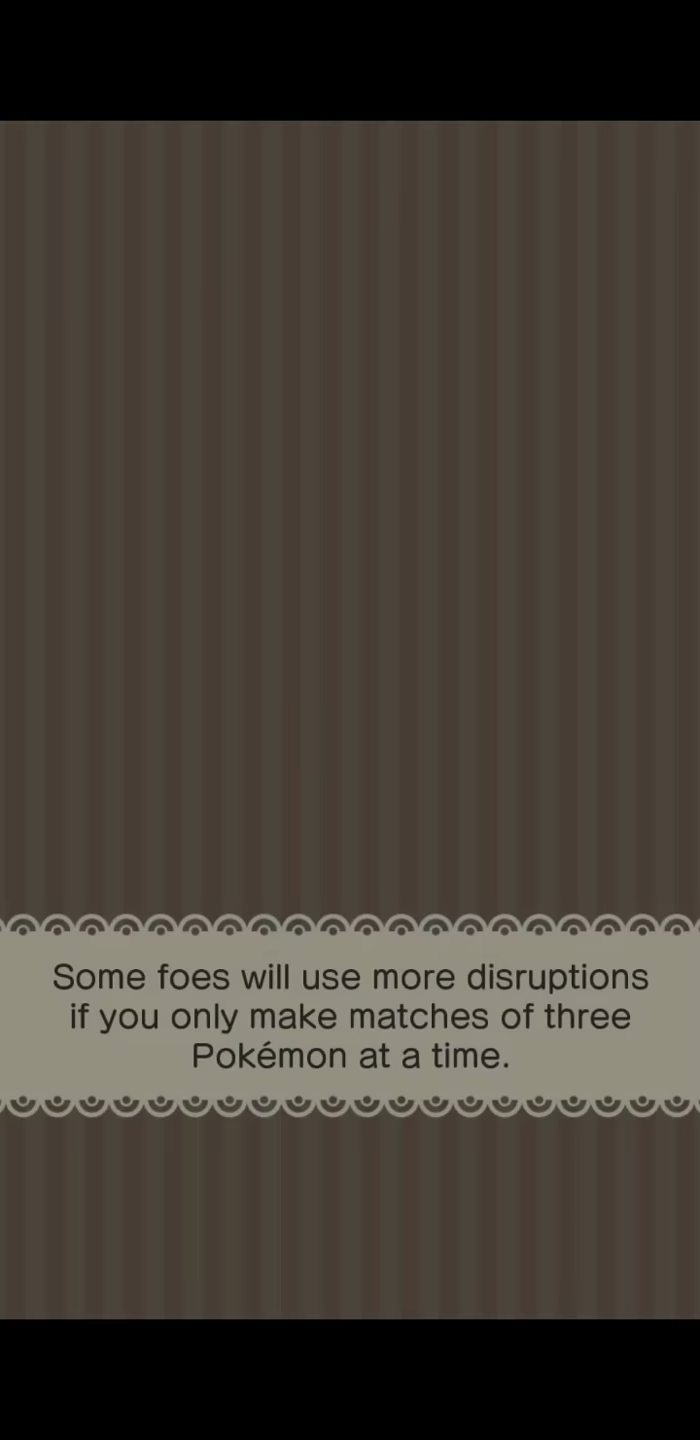 Some foes will use more disruptions
if you only make matches of three
Pokémon at a time.